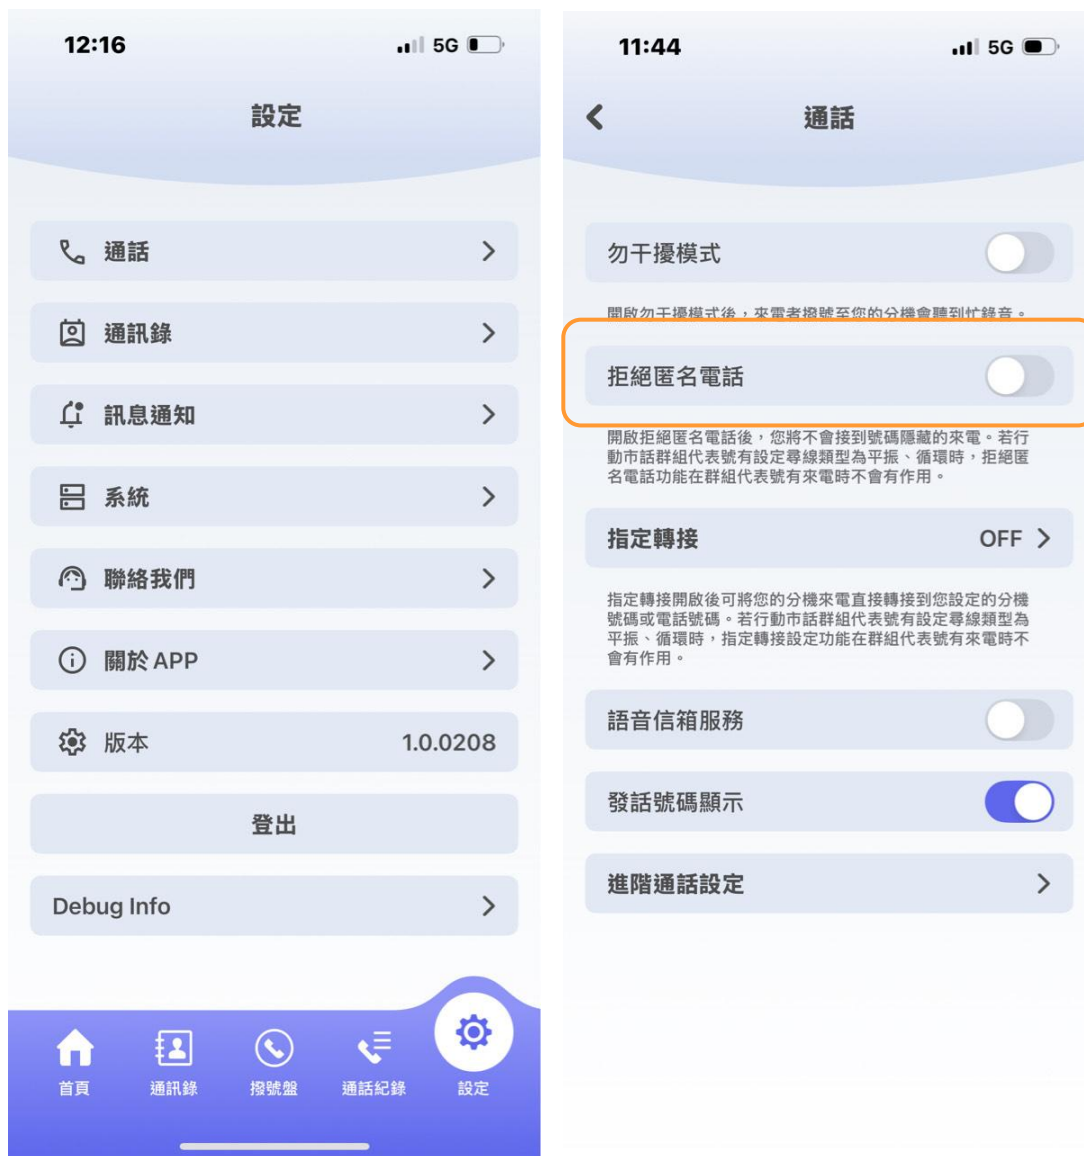 12:16
5G
設定
通話
通訊錄
訊息通知
系統
聯絡我們
關於 APP
版本 1.0.0208
登出
Debug Info
首頁
通訊錄
撥號盤
通話紀錄
設定
11:44
5G
通話
勿干擾模式
開啟勿干擾模式後，來電者撥號至您的分機會聽到忙錄音。
拒絕匿名電話
開啟拒絕匿名電話後，您將不會接到號碼隱藏的來電。若行
動市話群組代表號有設定尋線類型為平振、循環時，拒絕匿
名電話功能在群組代表號有來電時不會有作用。
指定轉接 OFF
指定轉接開啟後可將您的分機來電直接轉接到您設定的分機
號碼或電話號碼。若行動市話群組代表號有設定尋線類型為
平振、循環時，指定轉接設定功能在群組代表號有來電時不
會有作用。
語音信箱服務
發話號碼顯示
進階通話設定